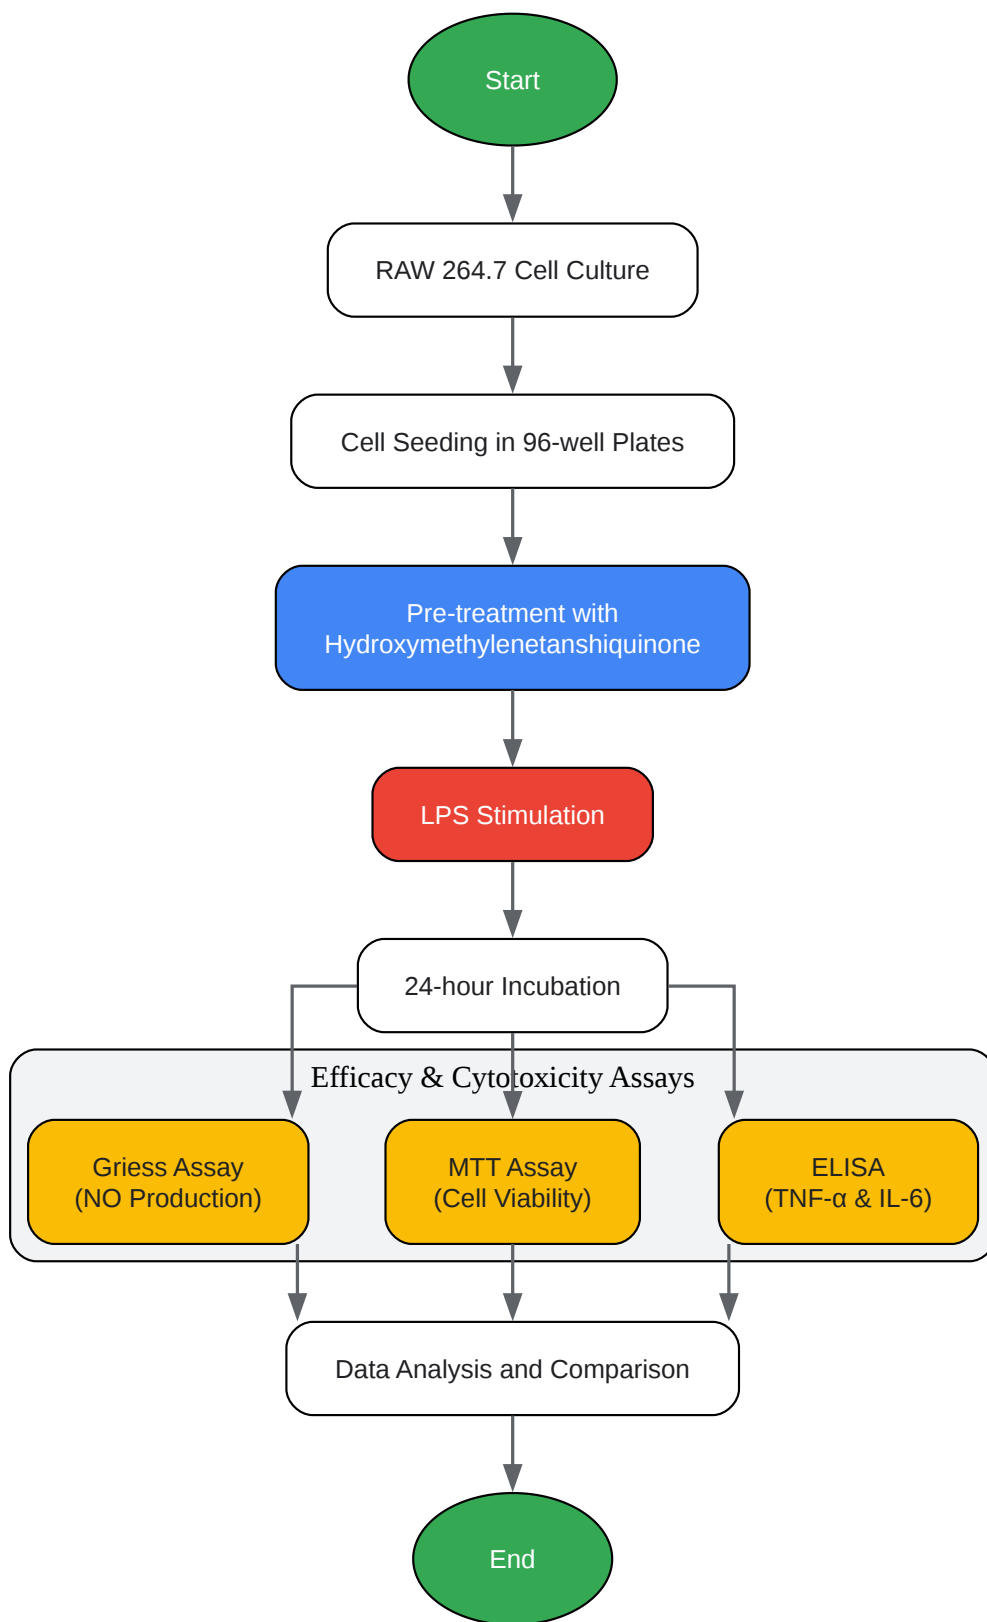 Start
RAW 264.7 Cell Culture
Cell Seeding in 96-well Plates
Pre-treatment with
Hydroxymethylenetanshiquinone
LPS Stimulation
24-hour Incubation
Efficacy & Cytotoxicity Assays
Griess Assay
(NO Production)
MTT Assay
(Cell Viability)
ELISA
(TNF-α & IL-6)
Data Analysis and Comparison
End